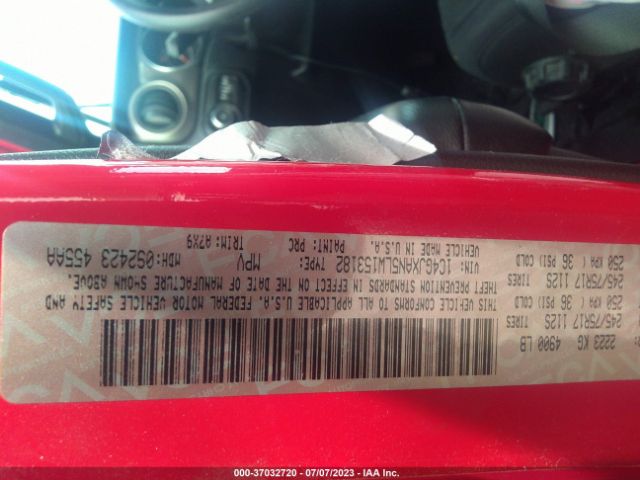 2223 KG 4900 LB
TIRES
245/75R17 112S
250 KPA/ 36 PSI COLD
TIRES
245/75R17 112S
250 KPA/ 36 PSI COLD
THIS VEHICLE CONFORMS TO ALL APPLICABLE U.S.A. FEDERAL MOTOR VEHICLE SAFETY AND
THEFT PREVENTION STANDARDS IN EFFECT ON THE DATE OF MANUFACTURE SHOWN ABOVE.
VIN: 1C4GJXAN5LW153182 TYPE: MPV MDH: 092423 455AA
VEHICLE MADE IN U.S.A. PAINT: PRC TRIM: A7X9
000-37032720 - 07/07/2023 - IAA Inc.